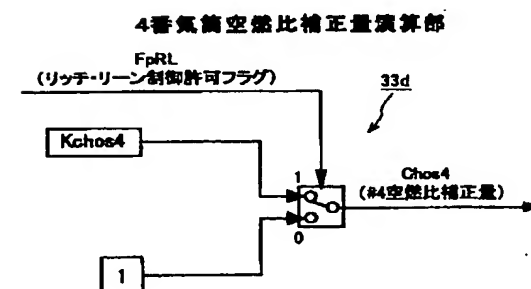 4番気筒空燃比補正量演算部
FpRL
(リッチ・リーン制御許可フラグ)
33d
Kchos4
1
Chos4
(#4空燃比補正量)
0
1